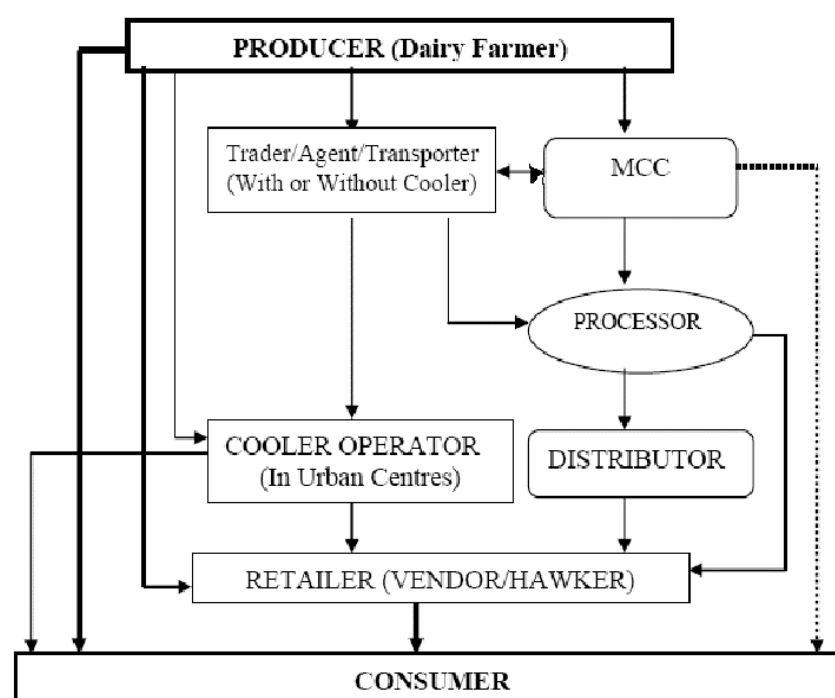 PRODUCER (Dairy Farmer)
Trader/Agent/Transporter
(With or Without Cooler)
MCC
PROCESSOR
COOLER OPERATOR
(In Urban Centres)
DISTRIBUTOR
RETAILER (VENDOR/HAWKER)
CONSUMER